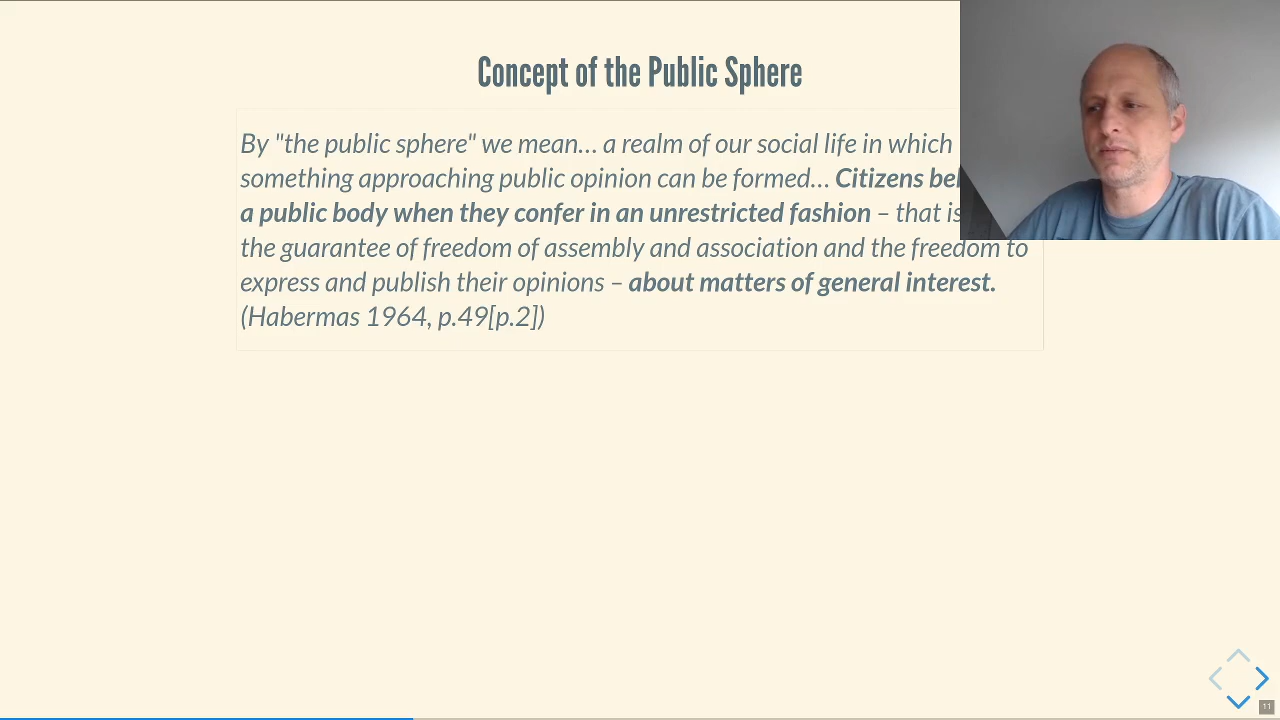 Concept of the Public Sphere
By "the public sphere" we mean... a realm of our social life in which
something approaching public opinion can be formed... Citizens
a public body when they confer in an unrestricted fashion – that is
the guarantee of freedom of assembly and association and the freedom to
express and publish their opinions – about matters of general interest.
(Habermas 1964, p.49[p.2])
11